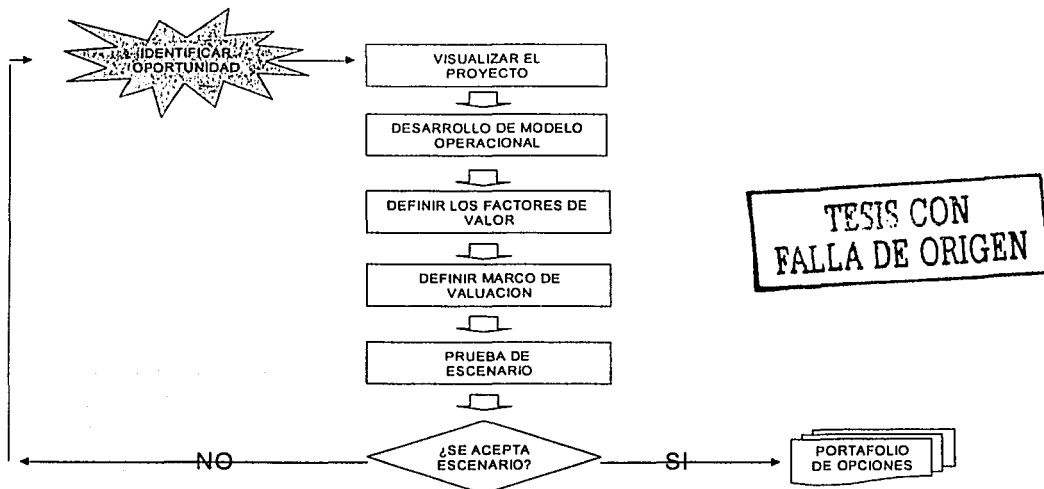 IDENTIFICAR
OPORTUNIDAD
VISUALIZAR EL
PROYECTO
DESARROLLO DE MODELO
OPERACIONAL
DEFINIR LOS FACTORES DE
VALOR
TESIS CON
FALLA DE ORIGEN
DEFINIR MARCO DE
VALUACION
PRUEBA DE
ESCENARIO
¿SE ACEPTA
ESCENARIO?
NO
SI
PORTAFOLIO
DE OPCIONES